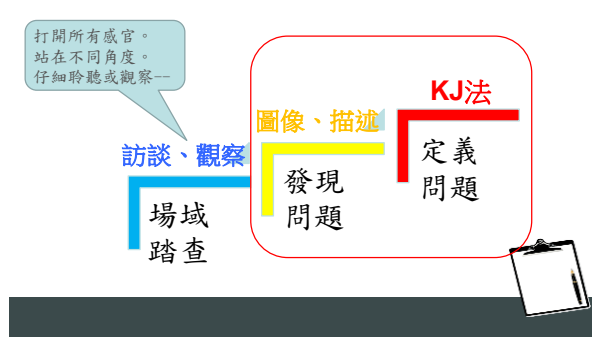 打開所有感官。
站在不同角度。
仔細聆聽或觀察--
訪談、觀察
場域
踏查
圖像、描述
發現
問題
KJ法
定義
問題